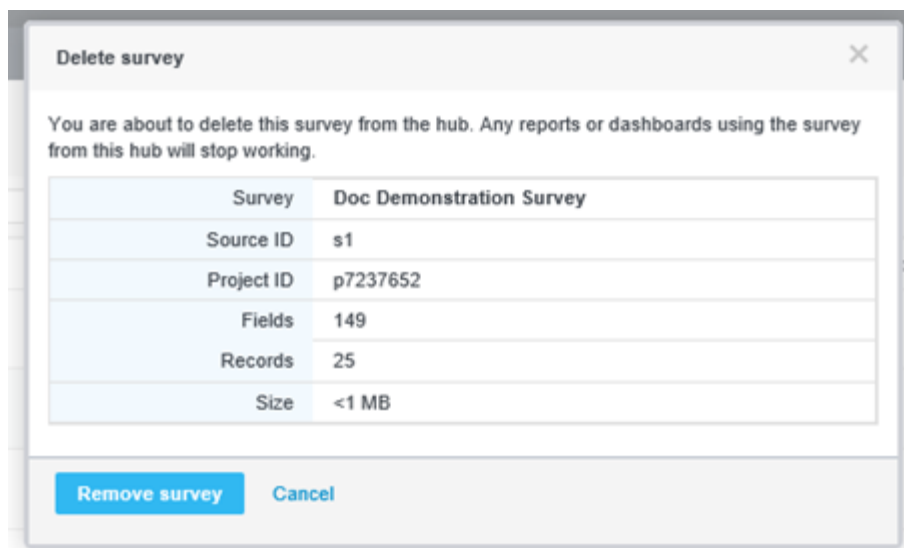 Delete survey
You are about to delete this survey from the hub. Any reports or dashboards using the survey
from this hub will stop working.
Survey Doc Demonstration Survey
Source ID s1
Project ID p7237652
Fields 149
Records 25
Size <1 MB
Remove survey Cancel